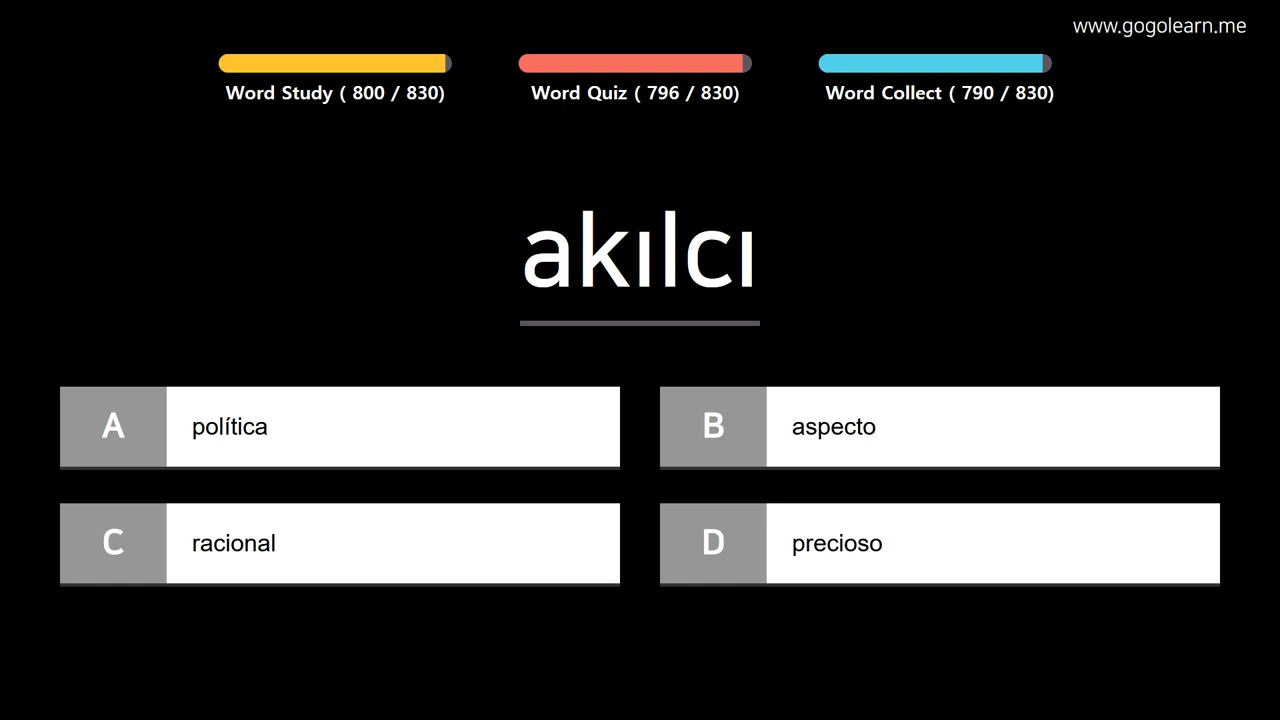 www.gogolearn.me
Word Study ( 800 / 830)
Word Quiz ( 796 / 830)
Word Collect ( 790 / 830)
akılcı
A política
B aspecto
C racional
D precioso